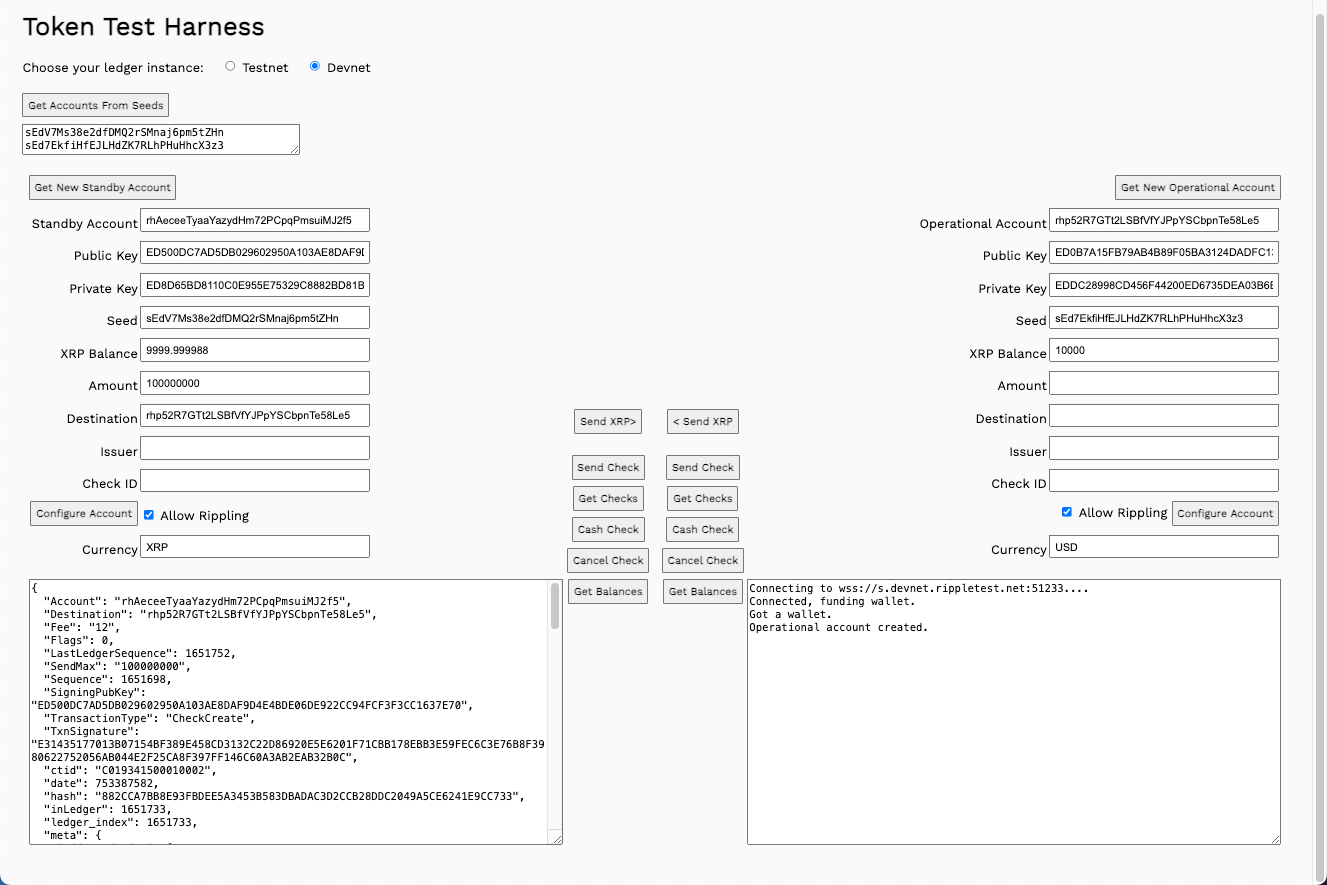 Token Test Harness
Choose your ledger instance: Testnet Devnet
Get Accounts From Seeds
sEdV7Ms38e2dfDMQ2rSMnaj6pm5tZHn
sEd7EkfiHfEJLHdZK7RLhPHuHhcX3z3
Get New Standby Account
Standby Account rhAeceeTyaaYazydHm72PCpqPmsuiMJ2f5
Public Key ED500DC7AD5DB029602950A103AE8DAF9D
Private Key ED8D65BD8110C0E955E75329C8882BD81B
Seed sEdV7Ms38e2dfDMQ2rSMnaj6pm5tZHn
XRP Balance 9999.999988
Amount 100000000
Destination rhp52R7GTt2LSBfVfYJPpYSCbpnTe58Le5
Issuer
Check ID
Configure Account Allow Rippling
Currency XRP
Send XRP> < Send XRP
Send Check Send Check
Get Checks Get Checks
Cash Check Cash Check
Cancel Check Cancel Check
Get Balances Get Balances
Get New Operational Account
Operational Account rhp52R7GTt2LSBfVfYJPpYSCbpnTe58Le5
Public Key ED0B7A15FB79AB4B89F05BA3124DADFC1
Private Key EDDC28998CD456F44200ED6735DEA03B6E
Seed sEd7EkfiHfEJLHdZK7RLhPHuHhcX3z3
XRP Balance 10000
Amount
Destination
Issuer
Check ID
Allow Rippling Configure Account
Currency USD
{
"Account": "rhAeceeTyaaYazydHm72PCpqPmsuiMJ2f5",
"Destination": "rhp52R7GTt2LSBfVfYJPpYSCbpnTe58Le5",
"Fee": "12",
"Flags": 0,
"LastLedgerSequence": 1651752,
"SendMax": "100000000",
"Sequence": 1651698,
"SigningPubKey":
"ED500DC7AD5DB029602950A103AE8DAF9D4E4BDE06DE922CC94FCF3F3CC1637E70",
"TransactionType": "CheckCreate",
"TxnSignature":
"E31435177013B07154BF389E458CD3132C22D86920E5E6201F71CBB178EBB3E59FEC6C3E76B8F39
80622752056AB044E2F25CA8F397FF146C60A3AB2EAB32B0C",
"ctid": "C019341500010002",
"date": 753387582,
"hash": "882CCA7BB8E93FBDEE5A3453B583DBADAC3D2CCB28DDC2049A5CE6241E9CC733",
"inLedger": 1651733,
"ledger_index": 1651733,
"meta": {
Connecting to wss://s.devnet.rippletest.net:51233....
Connected, funding wallet.
Got a wallet.
Operational account created.